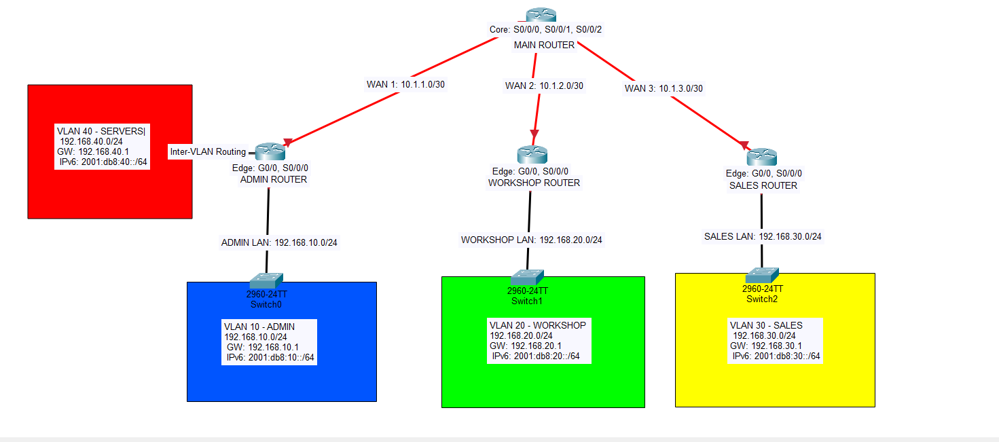 Core: S0/0/0, S0/0/1, S0/0/2
MAIN ROUTER
WAN 1: 10.1.1.0/30
WAN 2: 10.1.2.0/30
WAN 3: 10.1.3.0/30
VLAN 40 - SERVERS|
192.168.40.0/24
GW: 192.168.40.1
IPv6: 2001:db8:40::/64
Inter-VLAN Routing
Edge: G0/0, S0/0/0
ADMIN ROUTER
Edge: G0/0, S0/0/0
WORKSHOP ROUTER
Edge: G0/0, S0/0/0
SALES ROUTER
ADMIN LAN: 192.168.10.0/24
WORKSHOP LAN: 192.168.20.0/24
SALES LAN: 192.168.30.0/24
2960-24TT
Switch0
VLAN 10 - ADMIN
192.168.10.0/24
GW: 192.168.10.1
IPv6: 2001:db8:10::/64
2960-24TT
Switch1
VLAN 20 - WORKSHOP
192.168.20.0/24
GW: 192.168.20.1
IPv6: 2001:db8:20::/64
2960-24TT
Switch2
VLAN 30 - SALES
192.168.30.0/24
GW: 192.168.30.1
IPv6: 2001:db8:30::/64